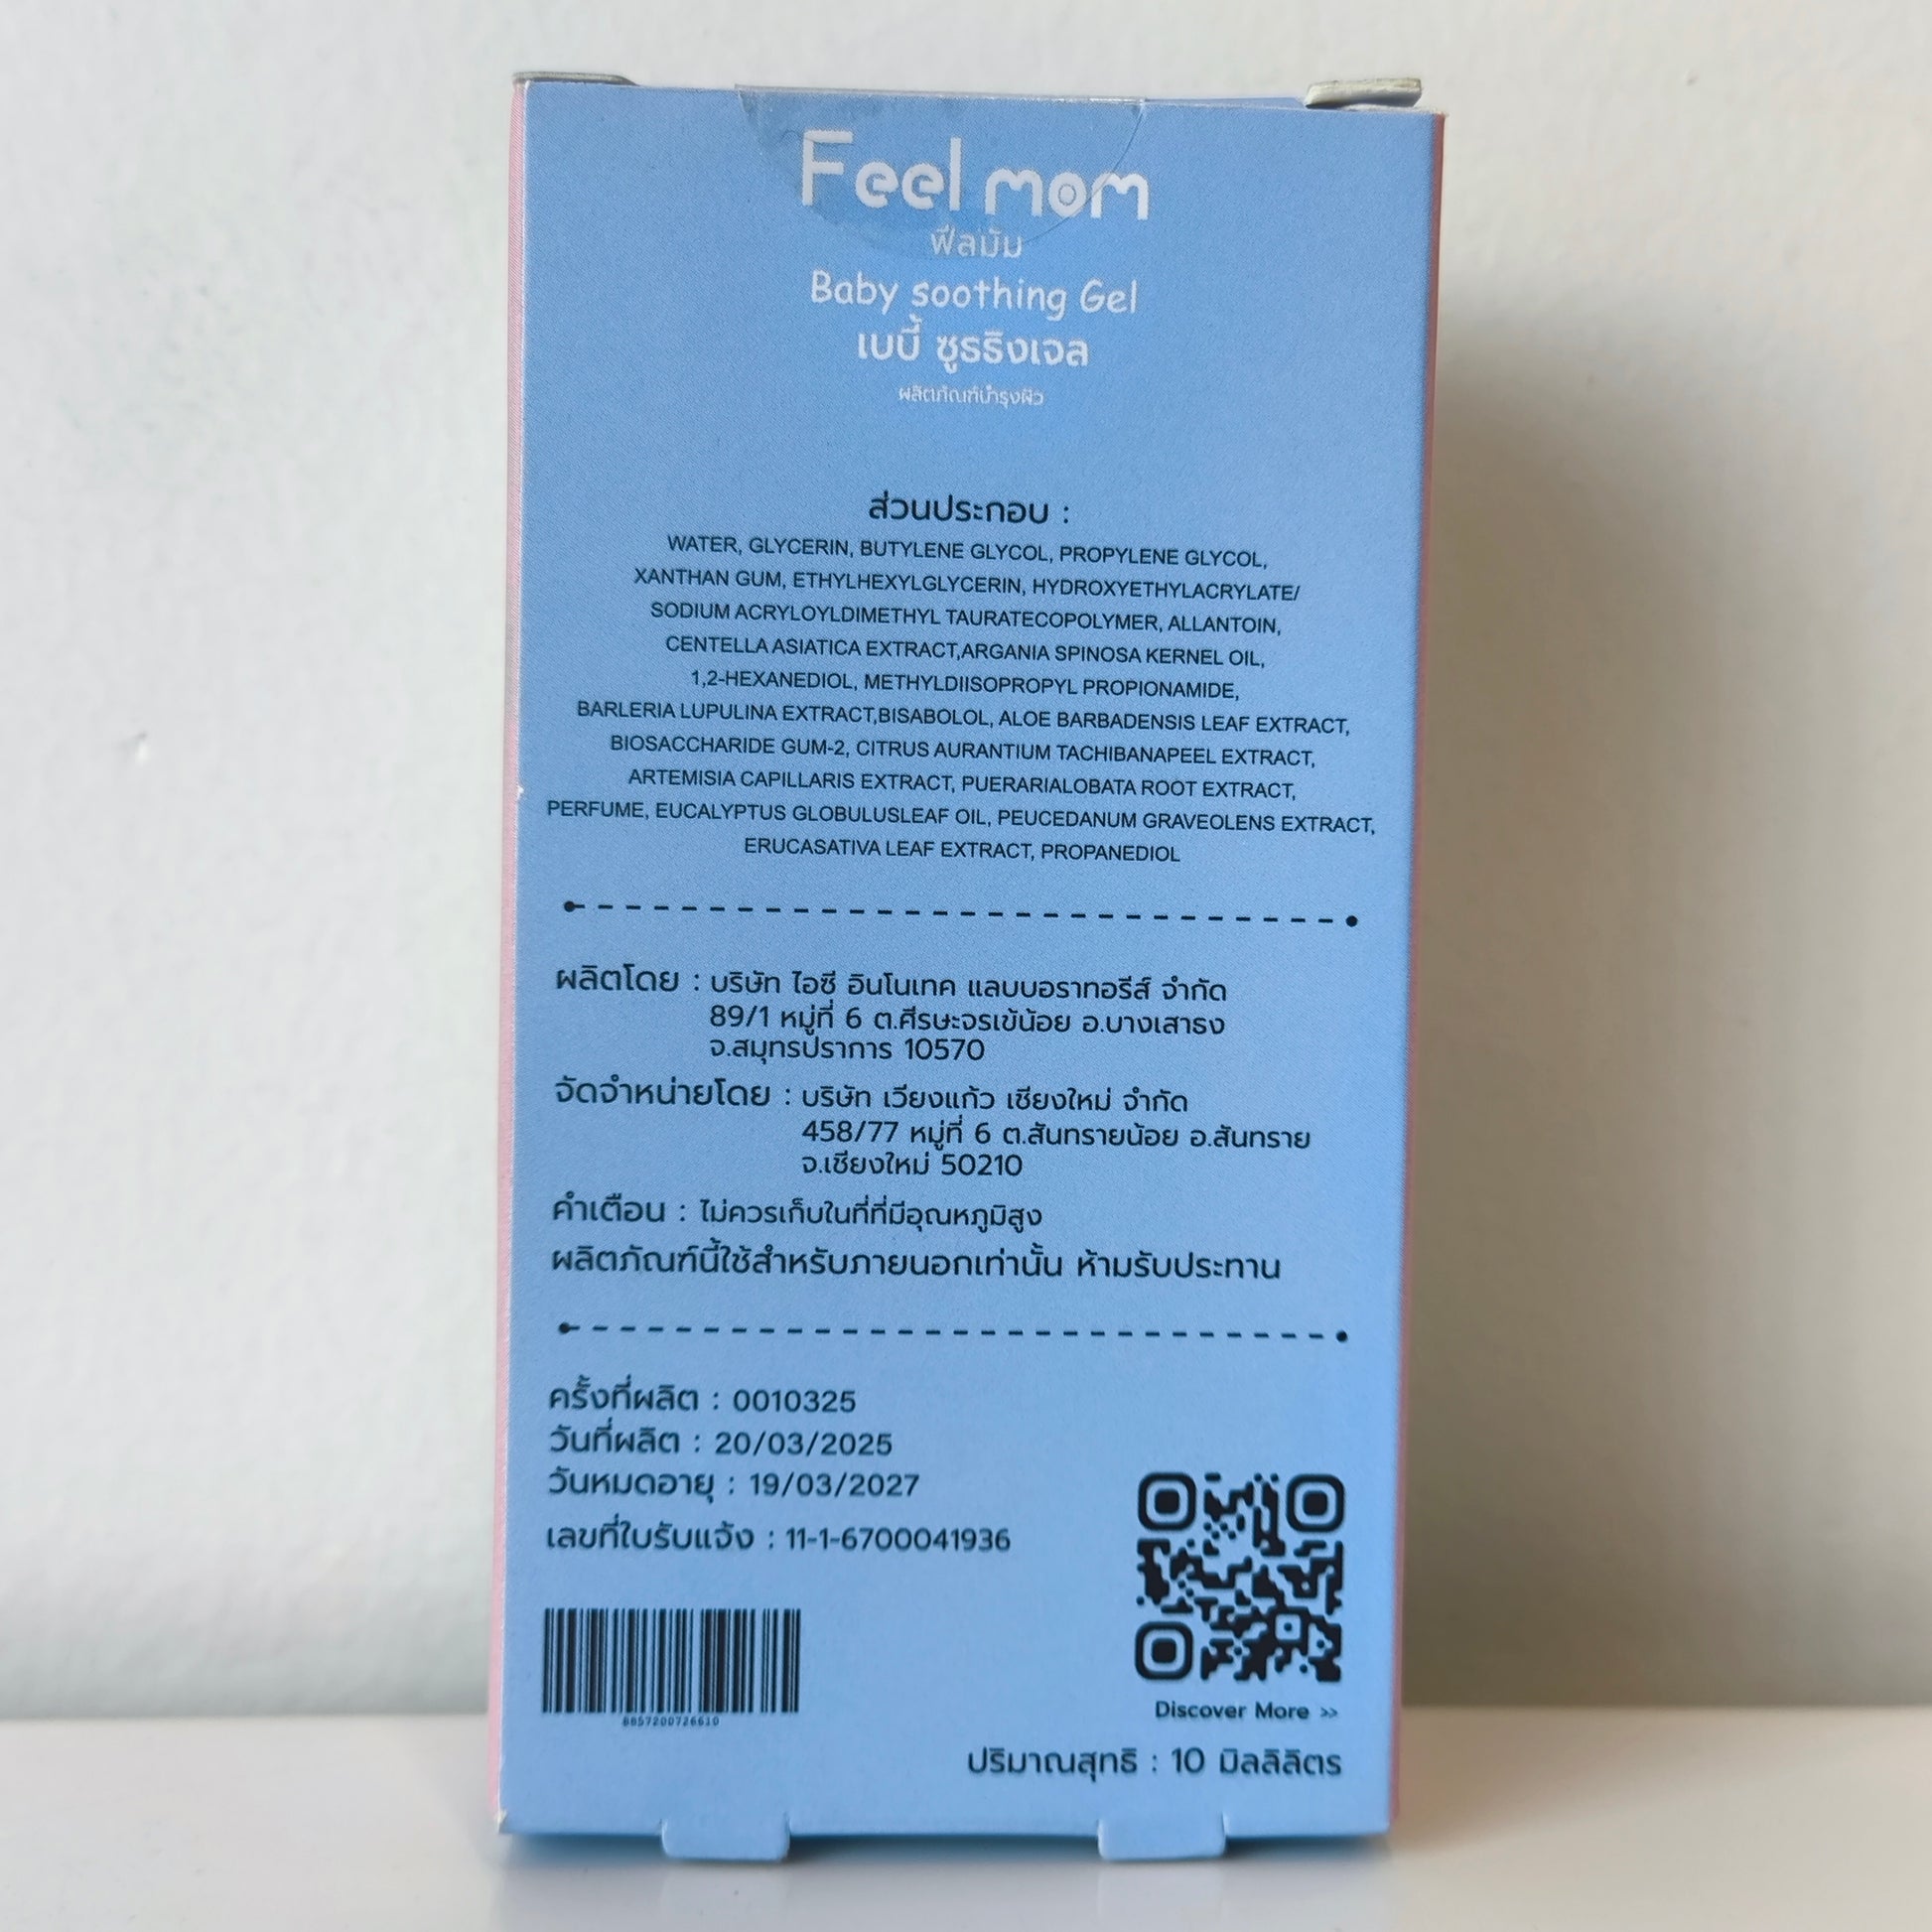 Feel mom
ฟีลมัม
Baby soothing Gel
เบบี้ ซูธธิงเจล
ผลิตภัณฑ์บำรุงผิว
ส่วนประกอบ :
WATER, GLYCERIN, BUTYLENE GLYCOL, PROPYLENE GLYCOL,
XANTHAN GUM, ETHYLHEXYLGLYCERIN, HYDROXYETHYLACRYLATE/
SODIUM ACRYLOYLDIMETHYL TAURATECOPOLYMER, ALLANTOIN,
CENTELLA ASIATICA EXTRACT,ARGANIA SPINOSA KERNEL OIL,
1,2-HEXANEDIOL, METHYLDIISOPROPYL PROPIONAMIDE,
BARLERIA LUPULINA EXTRACT,BISABOLOL, ALOE BARBADENSIS LEAF EXTRACT,
BIOSACCHARIDE GUM-2, CITRUS AURANTIUM TACHIBANAPEEL EXTRACT,
ARTEMISIA CAPILLARIS EXTRACT, PUERARIALOBATA ROOT EXTRACT,
PERFUME, EUCALYPTUS GLOBULUSLEAF OIL, PEUCEDANUM GRAVEOLENS EXTRACT,
ERUCASATIVA LEAF EXTRACT, PROPANEDIOL
ผลิตโดย : บริษัท ไอซี อินโนเทค แลบบอราทอรีส์ จำกัด
89/1 หมู่ที่ 6 ต.ศีรษะจรเข้น้อย อ.บางเสาธง
จ.สมุทรปราการ 10570
จัดจำหน่ายโดย : บริษัท เวียงแก้ว เชียงใหม่ จำกัด
458/77 หมู่ที่ 6 ต.สันทรายน้อย อ.สันทราย
จ.เชียงใหม่ 50210
คำเตือน : ไม่ควรเก็บในที่ที่มีอุณหภูมิสูง
ผลิตภัณฑ์นี้ใช้สำหรับภายนอกเท่านั้น ห้ามรับประทาน
ครั้งที่ผลิต : 0010325
วันที่ผลิต : 20/03/2025
วันหมดอายุ : 19/03/2027
เลขที่ใบรับแจ้ง : 11-1-6700041936
8857200726610
Discover More >>
ปริมาณสุทธิ : 10 มิลลิลิตร